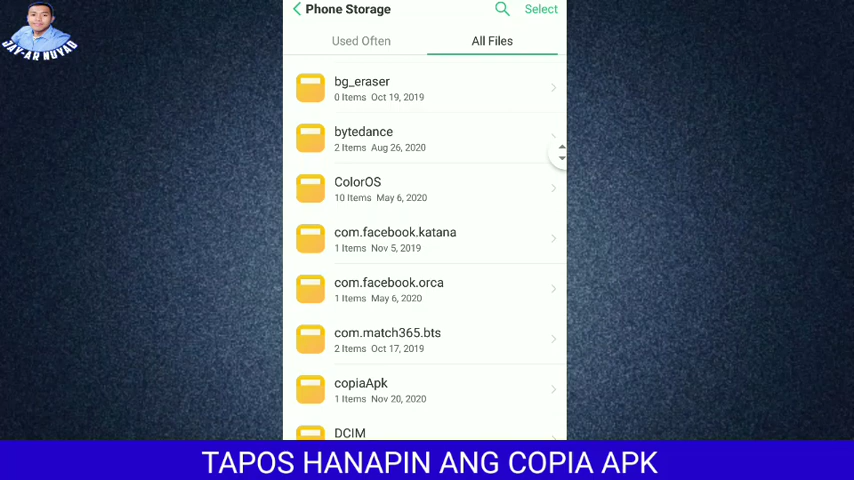 JAY-AR NUYAD
Phone Storage
Select
Used Often
All Files
bg_eraser
0 Items Oct 19, 2019
bytedance
2 Items Aug 26, 2020
ColorOS
10 Items May 6, 2020
com.facebook.katana
1 Items Nov 5, 2019
com.facebook.orca
1 Items May 6, 2020
com.match365.bts
2 Items Oct 17, 2019
copiaApk
1 Items Nov 20, 2020
DCIM
TAPOS HANAPIN ANG COPIA APK